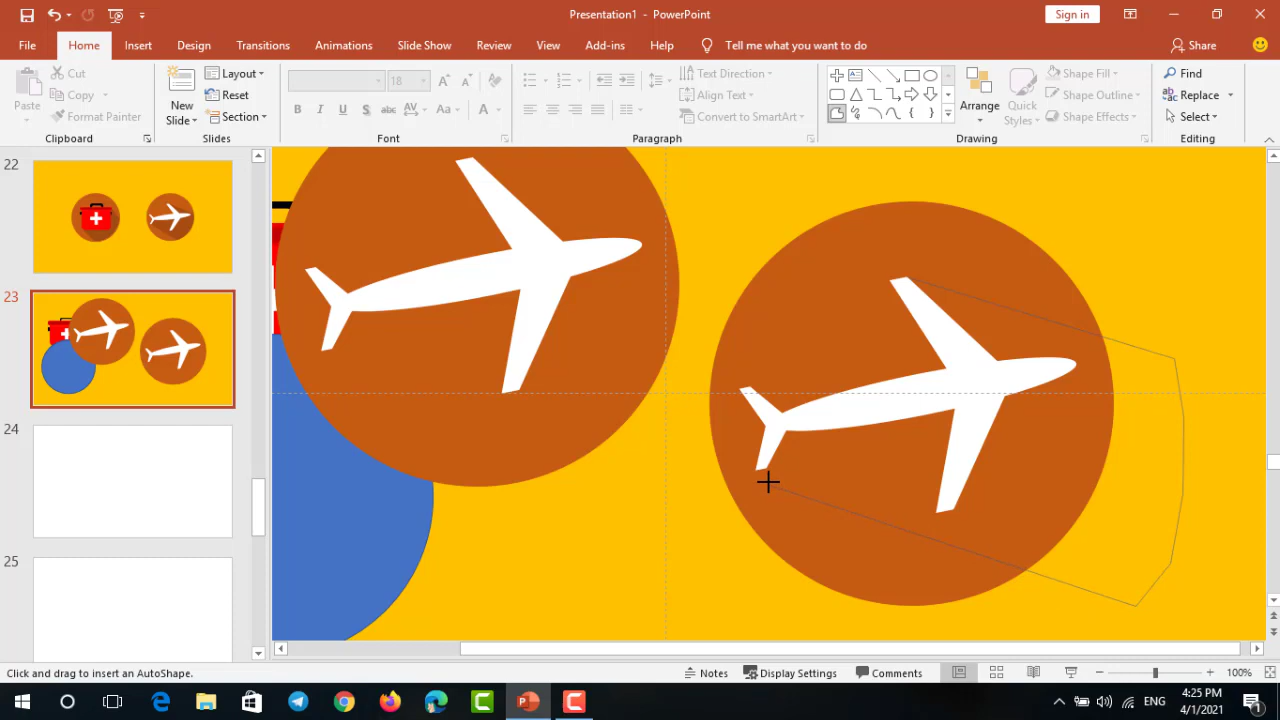 Presentation1 - PowerPoint
Sign in
File Home Insert Design Transitions Animations Slide Show Review View Add-ins Help Tell me what you want to do Share
Paste
Cut
Copy
Format Painter
Clipboard
New Slide
Layout
Reset
Section
Slides
18
B I U S abc AV Aa A
Font
Text Direction
Align Text
Convert to SmartArt
Paragraph
Arrange
Quick Styles
Shape Fill
Shape Outline
Shape Effects
Drawing
Find
Replace
Select
Editing
22
23
24
25
Click and drag to insert an AutoShape.
Notes Display Settings Comments 100%
ENG
4:25 PM
4/1/2021
1